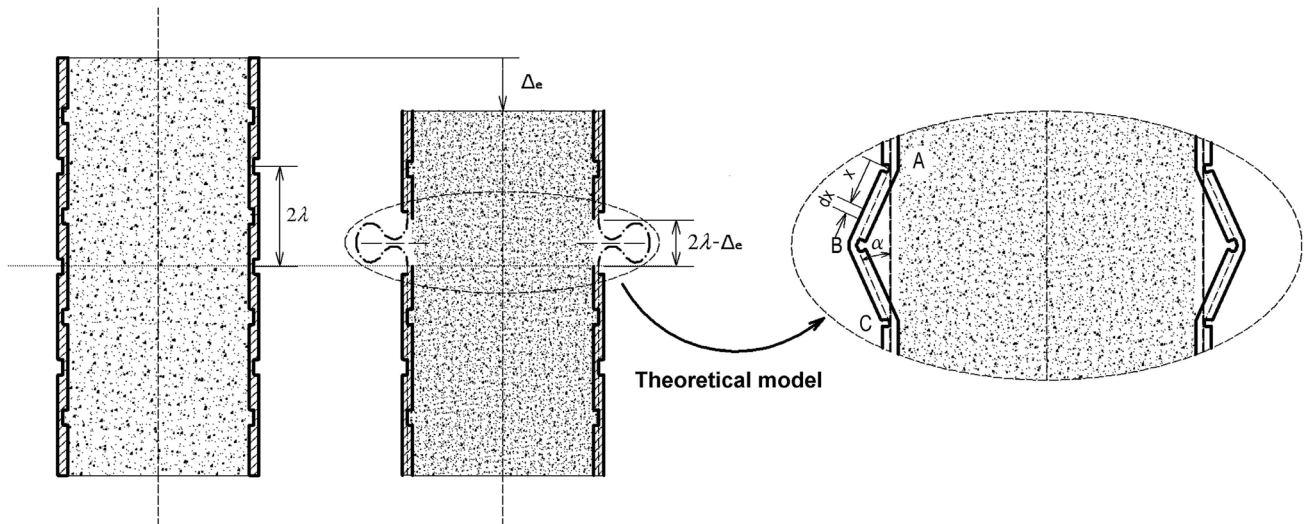 Δe
2λ
2λ-Δe
A
x
dx
B
α
C
Theoretical model